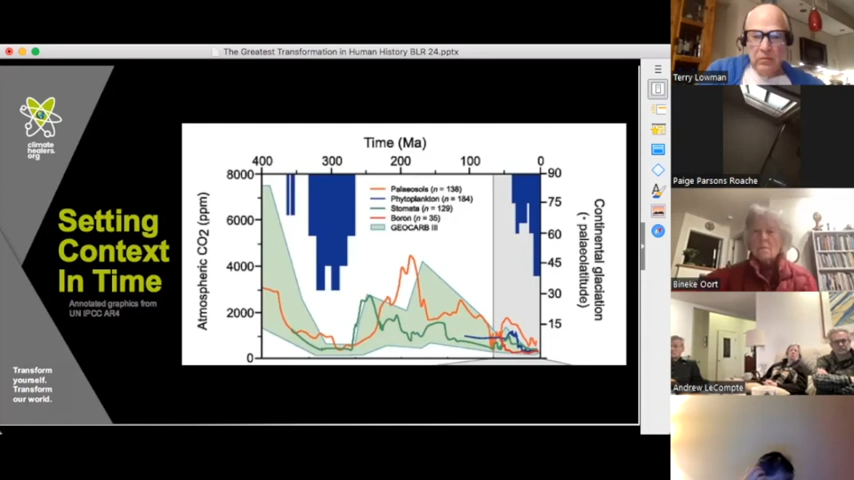 The Greatest Transformation in Human History BLR 24.pptx
climate
healers.
org
Setting
Context
In Time
Annotated graphics from
UN IPCC AR4
Transform
yourself.
Transform
our world.
Time (Ma)
400 300 200 100 0
8000
6000
4000
2000
0
Atmospheric CO2 (ppm)
Palaeosols (n = 138)
Phytoplankton (n = 184)
Stomata (n = 129)
Boron (n = 35)
GEOCARB III
90
75
60
45
30
15
Continental glaciation
(° palaeolatitude)
Terry Lowman
Paige Parsons Roache
Bineke Oort
Andrew LeCompte